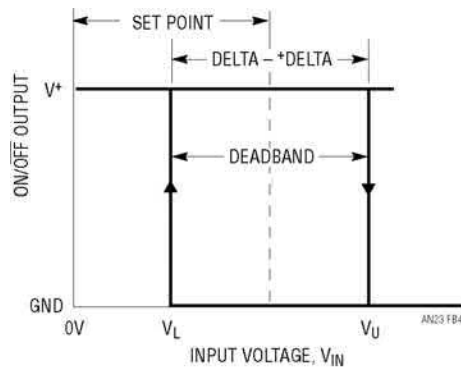 SET POINT
DELTA – +DELTA
V+
DEADBAND
ON/OFF OUTPUT
GND
0V
VL
VU
AN23 FB4
INPUT VOLTAGE, VIN